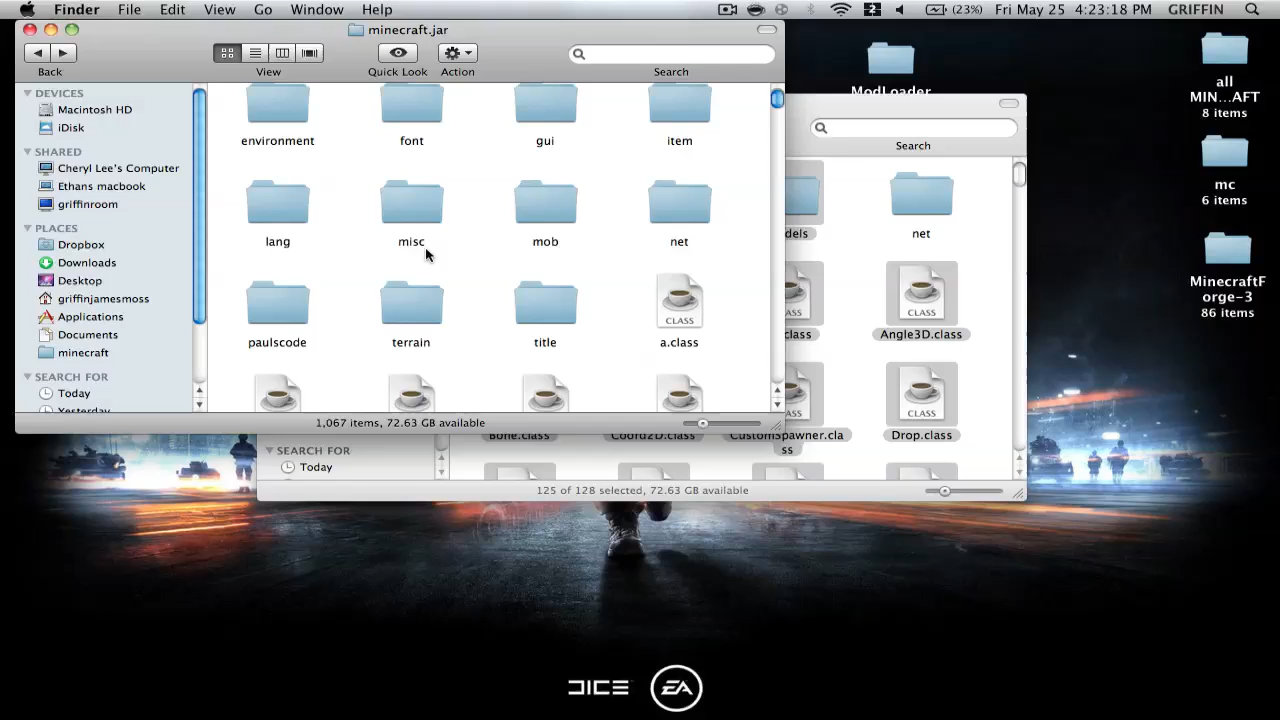 Finder File Edit View Go Window Help 2 (23%) Fri May 25 4:23:18 PM GRIFFIN
minecraft.jar
Back View Quick Look Action Search
DEVICES
Macintosh HD
iDisk
SHARED
Cheryl Lee's Computer
Ethans macbook
griffinroom
PLACES
Dropbox
Downloads
Desktop
griffinjamesmoss
Applications
Documents
minecraft
SEARCH FOR
Today
Yesterday
environment font gui item
lang misc mob net
paulscode terrain title a.class
CLASS
1,067 items, 72.63 GB available
ModLoader
Search
dels net
class Angle3D.class
CLASS
CLASS
Bone.class Coord2D.class CustomSpawner.cla
ss
Drop.class
SEARCH FOR
Today
125 of 128 selected, 72.63 GB available
all
MIN...AFT
8 items
mc
6 items
MinecraftF
orge-3
86 items
DICE EA